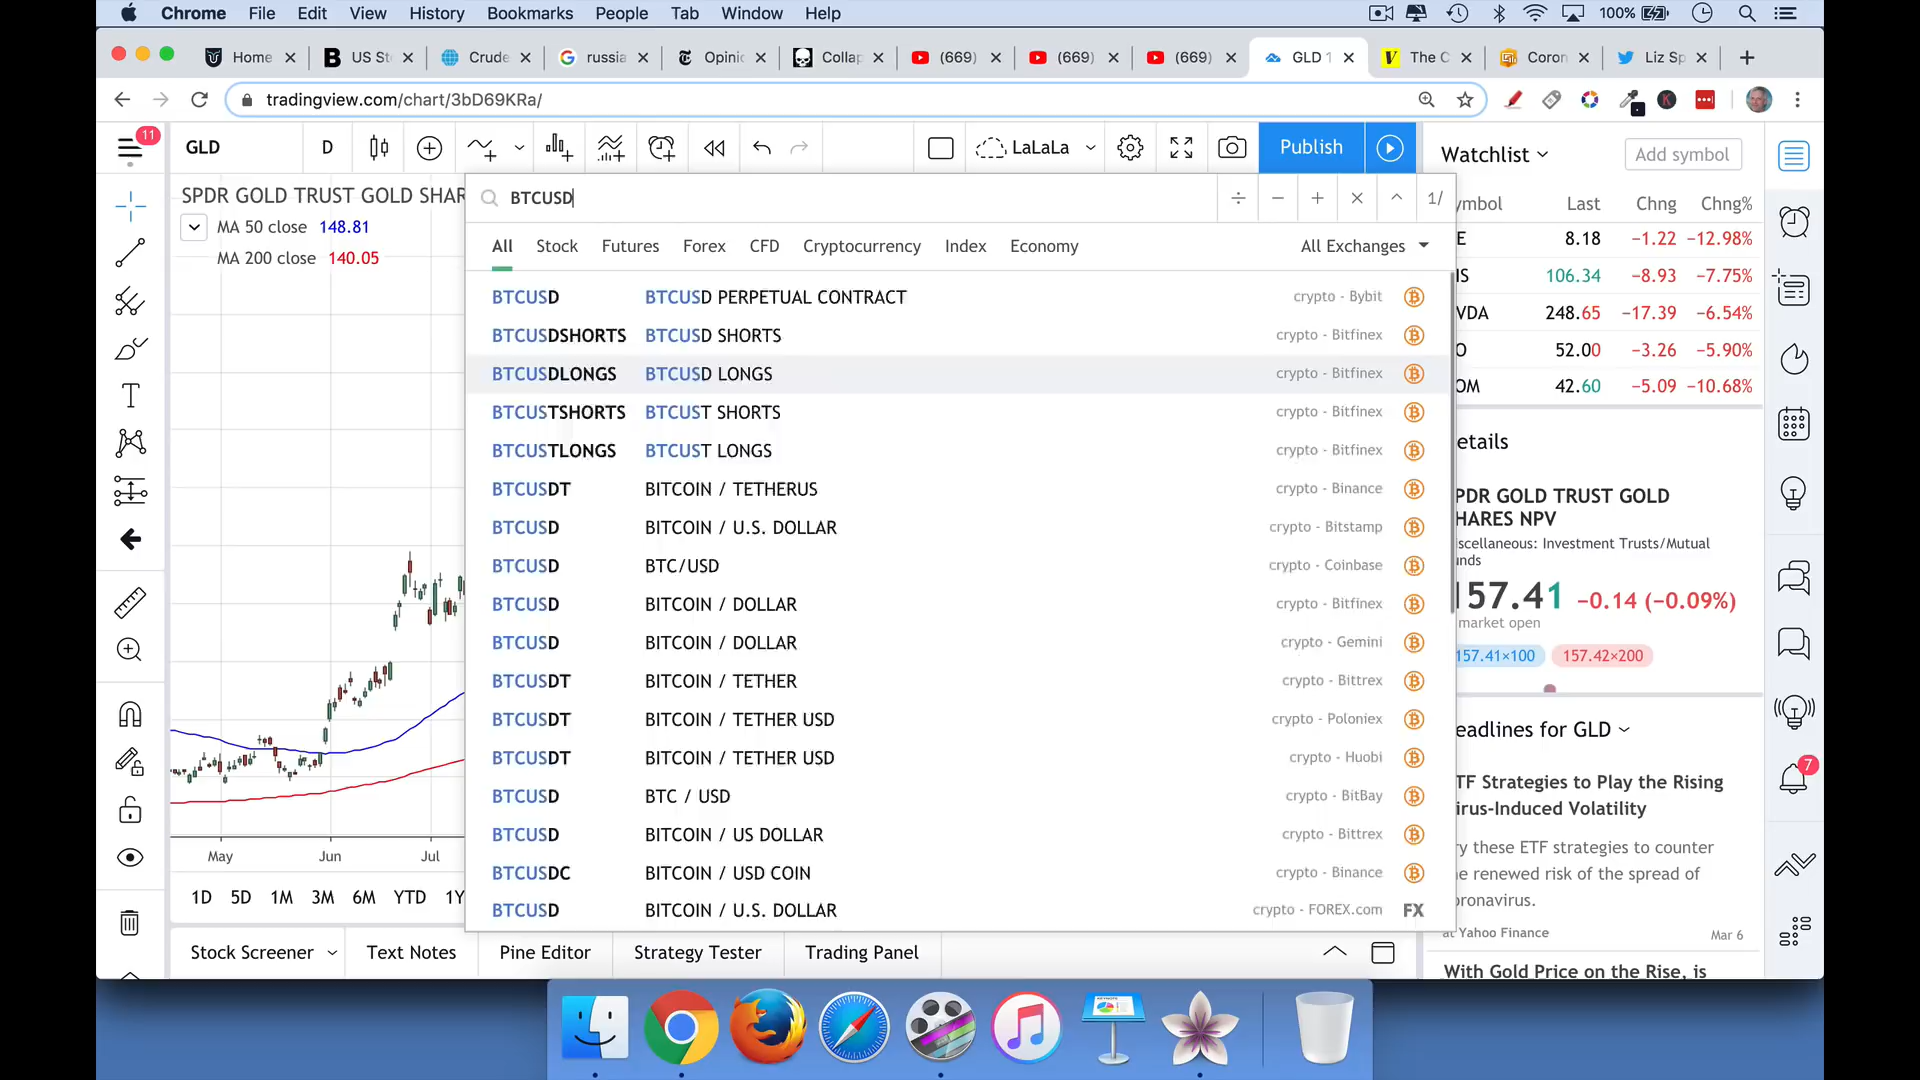 Chrome File Edit View History Bookmarks People Tab Window Help 100%
Home US St Crude russia Opinio Collap (669) (669) (669) GLD 1 The C Coron Liz Sp
tradingview.com/chart/3bD69KRa/
11 GLD D LaLaLa Publish
Watchlist Add symbol
SPDR GOLD TRUST GOLD SHAR
MA 50 close 148.81
MA 200 close 140.05
BTCUSD 1/
All Stock Futures Forex CFD Cryptocurrency Index Economy All Exchanges
BTCUSD BTCUSD PERPETUAL CONTRACT crypto - Bybit
BTCUSDSHORTS BTCUSD SHORTS crypto - Bitfinex
BTCUSDLONGS BTCUSD LONGS crypto - Bitfinex
BTCUSTSHORTS BTCUST SHORTS crypto - Bitfinex
BTCUSTLONGS BTCUST LONGS crypto - Bitfinex
BTCUSDT BITCOIN / TETHERUS crypto - Binance
BTCUSD BITCOIN / U.S. DOLLAR crypto - Bitstamp
BTCUSD BTC/USD crypto - Coinbase
BTCUSD BITCOIN / DOLLAR crypto - Bitfinex
BTCUSD BITCOIN / DOLLAR crypto - Gemini
BTCUSDT BITCOIN / TETHER crypto - Bittrex
BTCUSDT BITCOIN / TETHER USD crypto - Poloniex
BTCUSDT BITCOIN / TETHER USD crypto - Huobi
BTCUSD BTC / USD crypto - BitBay
BTCUSD BITCOIN / US DOLLAR crypto - Bittrex
BTCUSDC BITCOIN / USD COIN crypto - Binance
BTCUSD BITCOIN / U.S. DOLLAR crypto - FOREX.com FX
May Jun Jul
1D 5D 1M 3M 6M YTD 1Y
Stock Screener Text Notes Pine Editor Strategy Tester Trading Panel
ymbol Last Chng Chng%
E 8.18 −1.22 −12.98%
IS 106.34 −8.93 −7.75%
VDA 248.65 −17.39 −6.54%
O 52.00 −3.26 −5.90%
OM 42.60 −5.09 −10.68%
etails
PDR GOLD TRUST GOLD
HARES NPV
scellaneous: Investment Trusts/Mutual
nds
157.41 −0.14 (−0.09%)
market open
157.41×100 157.42×200
eadlines for GLD
7
TF Strategies to Play the Rising
irus-Induced Volatility
ry these ETF strategies to counter
e renewed risk of the spread of
oronavirus.
at Yahoo Finance Mar 6
With Gold Price on the Rise, is
KEYNOTE